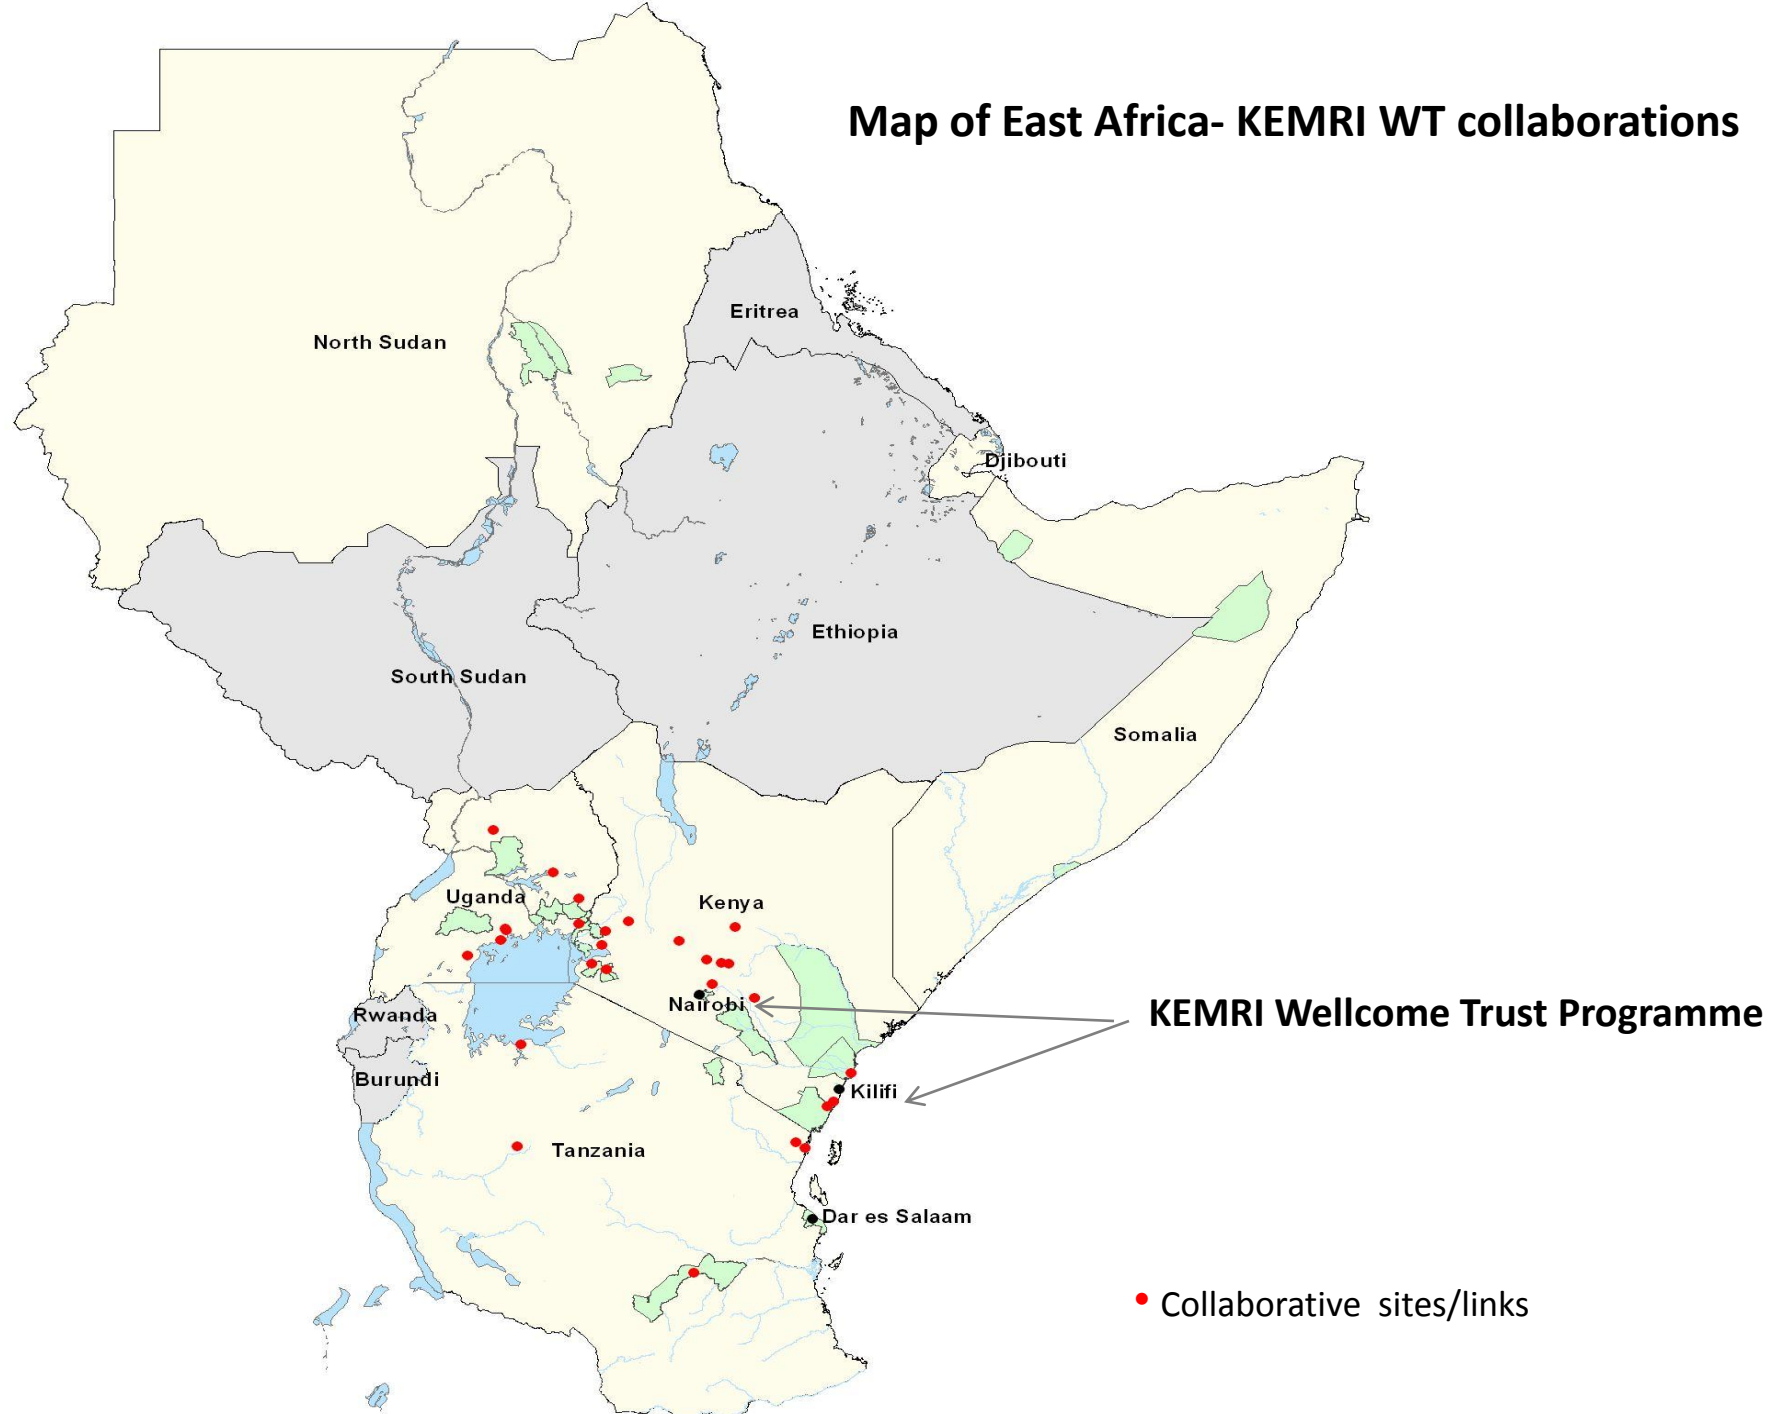 Map of East Africa- KEMRI WT collaborations
Eritrea
North Sudan
Djibouti
Ethiopia
South Sudan
Somalia
Uganda
Kenya
Nairobi
KEMRI Wellcome Trust Programme
Rwanda
Burundi
Kilifi
Tanzania
Dar es Salaam
Collaborative sites/links